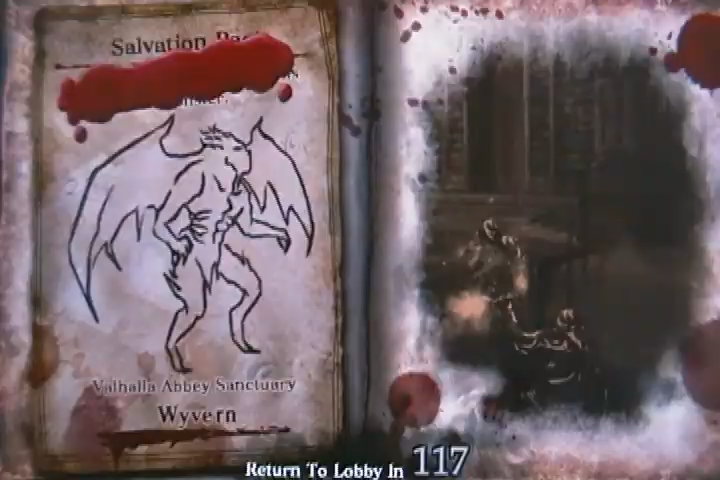 Salvation
Valhalla Abbey Sanctuary
Wyvern
Return To Lobby In 117